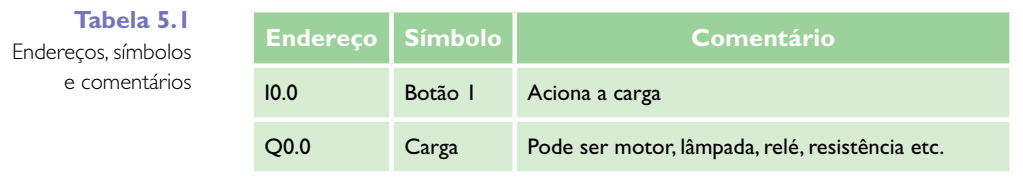 Tabela 5.1
Endereços, símbolos
e comentários
Endereço Símbolo Comentário
I0.0 Botão 1 Aciona a carga
Q0.0 Carga Pode ser motor, lâmpada, relé, resistência etc.